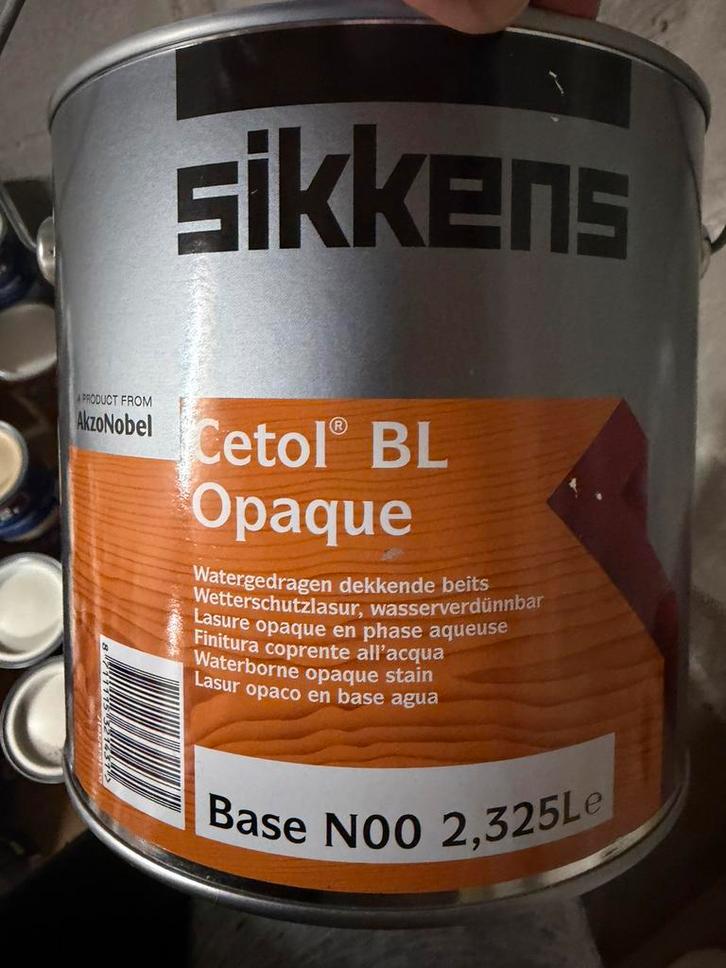 sikkens
A PRODUCT FROM
AkzoNobel
Cetol® BL
Opaque
Watergedragen dekkende beits
Wetterschutzlasur, wasserverdünnbar
Lasure opaque en phase aqueuse
Finitura coprente all'acqua
Waterborne opaque stain
Lasur opaco en base agua
Base N00 2,325L℮